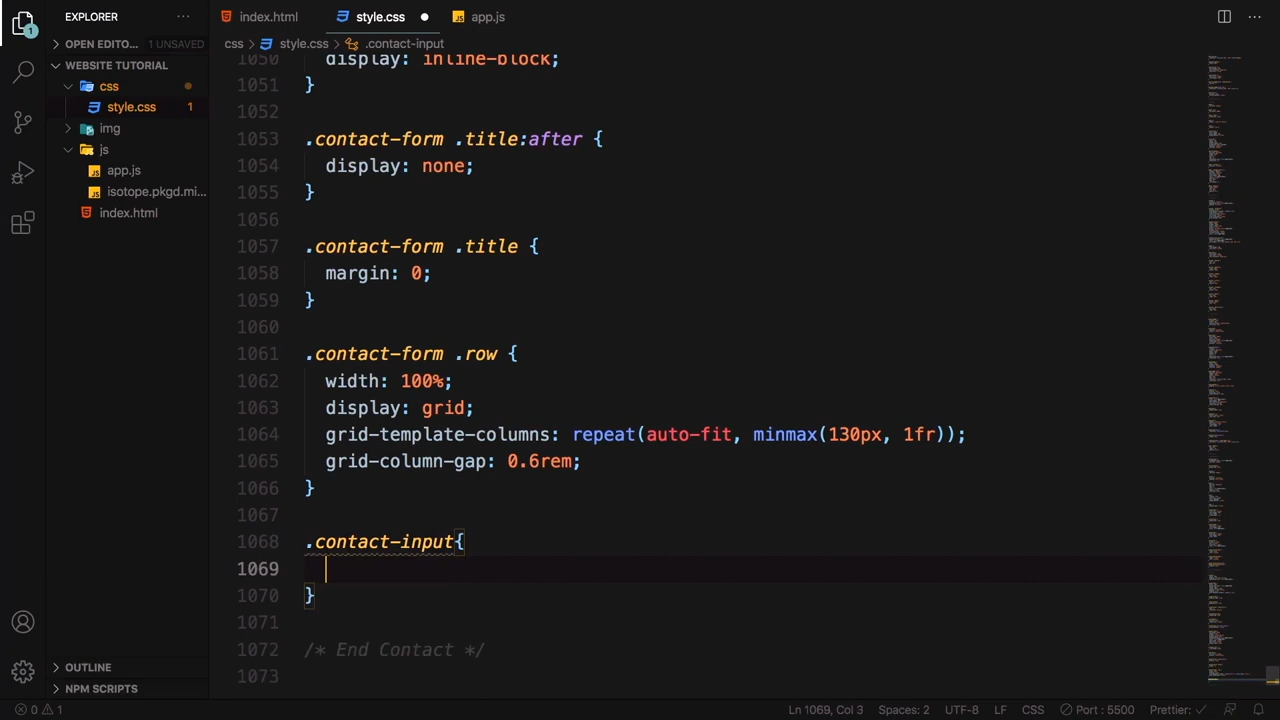 EXPLORER
index.html
style.css
app.js
OPEN EDITO...
1 UNSAVED
css
style.css
.contact-input
WEBSITE TUTORIAL
css
style.css
1
img
js
app.js
isotope.pkgd.mi...
index.html
OUTLINE
NPM SCRIPTS
1
1050 display: inline-block;
1051 }
1052
1053 .contact-form .title:after {
1054 display: none;
1055 }
1056
1057 .contact-form .title {
1058 margin: 0;
1059 }
1060
1061 .contact-form .row {
1062 width: 100%;
1063 display: grid;
1064 grid-template-columns: repeat(auto-fit, minmax(130px, 1fr));
1065 grid-column-gap: 0.6rem;
1066 }
1067
1068 .contact-input{
1069
1070 }
1071
1072 /* End Contact */
1073
0 1
Ln 1069, Col 3
Spaces: 2
UTF-8
LF
CSS
Port : 5500
Prettier: